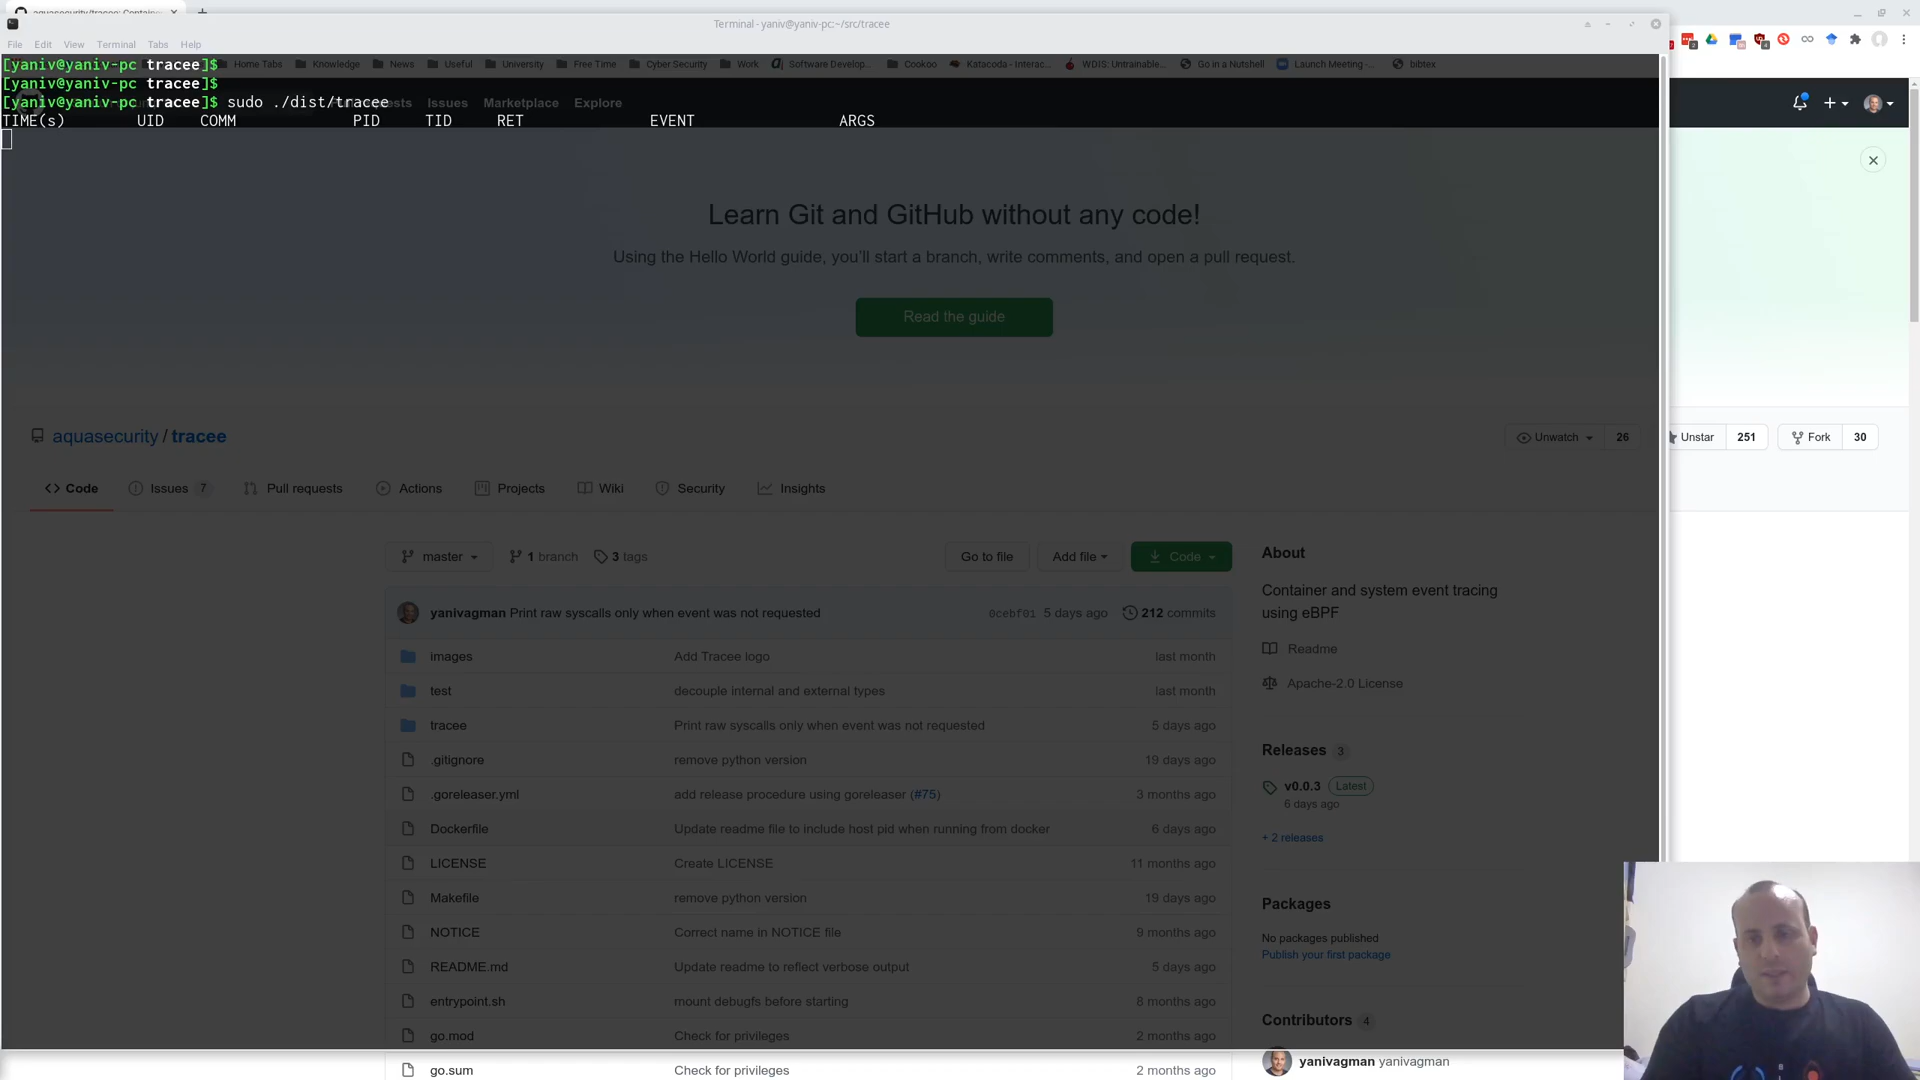 aquasecurity/tracee: Contain
Terminal - yaniv@yaniv-pc:~/src/tracee
File Edit View Terminal Tabs Help
[yaniv@yaniv-pc tracee]$
Home Tabs Knowledge News Useful University Free Time Cyber Security Work Software Develop... Cookoo Katacoda - Interac... WDIS: Untrainable... Go in a Nutshell Launch Meeting -... bibtex
[yaniv@yaniv-pc tracee]$
[yaniv@yaniv-pc tracee]$ sudo ./dist/tracee
Pull requests Issues Marketplace Explore
TIME(s) UID COMM PID TID RET EVENT ARGS
Learn Git and GitHub without any code!
Using the Hello World guide, you'll start a branch, write comments, and open a pull request.
Read the guide
aquasecurity / tracee
Unwatch 26 Unstar 251 Fork 30
Code Issues 7 Pull requests Actions Projects Wiki Security Insights
master 1 branch 3 tags Go to file Add file Code
About
Container and system event tracing
using eBPF
Readme
Apache-2.0 License
yanivagman Print raw syscalls only when event was not requested 0cebf01 5 days ago 212 commits
images Add Tracee logo last month
test decouple internal and external types last month
tracee Print raw syscalls only when event was not requested 5 days ago
.gitignore remove python version 19 days ago
.goreleaser.yml add release procedure using goreleaser (#75) 3 months ago
Dockerfile Update readme file to include host pid when running from docker 6 days ago
LICENSE Create LICENSE 11 months ago
Makefile remove python version 19 days ago
NOTICE Correct name in NOTICE file 9 months ago
README.md Update readme to reflect verbose output 5 days ago
entrypoint.sh mount debugfs before starting 8 months ago
go.mod Check for privileges 2 months ago
go.sum Check for privileges 2 months ago
Releases 3
v0.0.3 Latest
6 days ago
+ 2 releases
Packages
No packages published
Publish your first package
Contributors 4
yanivagman yanivagman